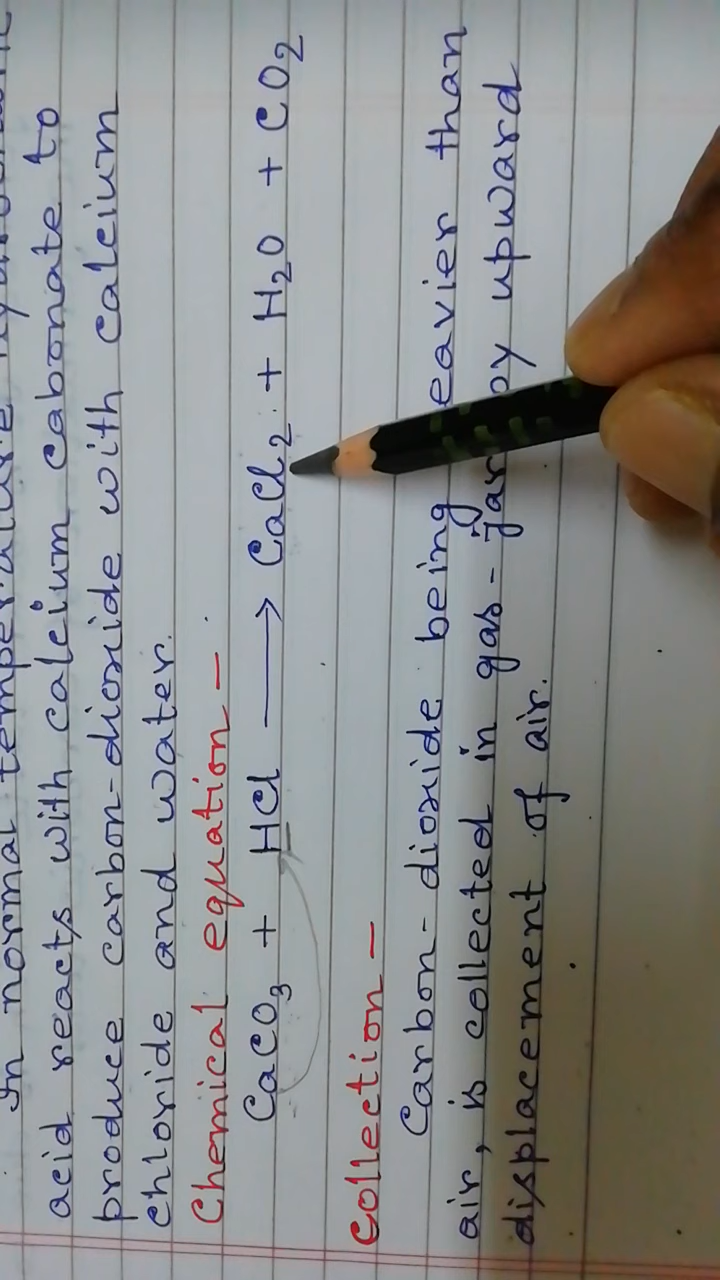 In normal temperature
acid reacts with calcium cabonate to
produce carbon-dioxide with calcium
chloride and water.
Chemical equation –
CaCO₃ + HCl ⟶ CaCl₂ + H₂O + CO₂
Collection –
Carbon-dioxide being eavier than
air, is collected in gas-jar by upward
displacement of air.